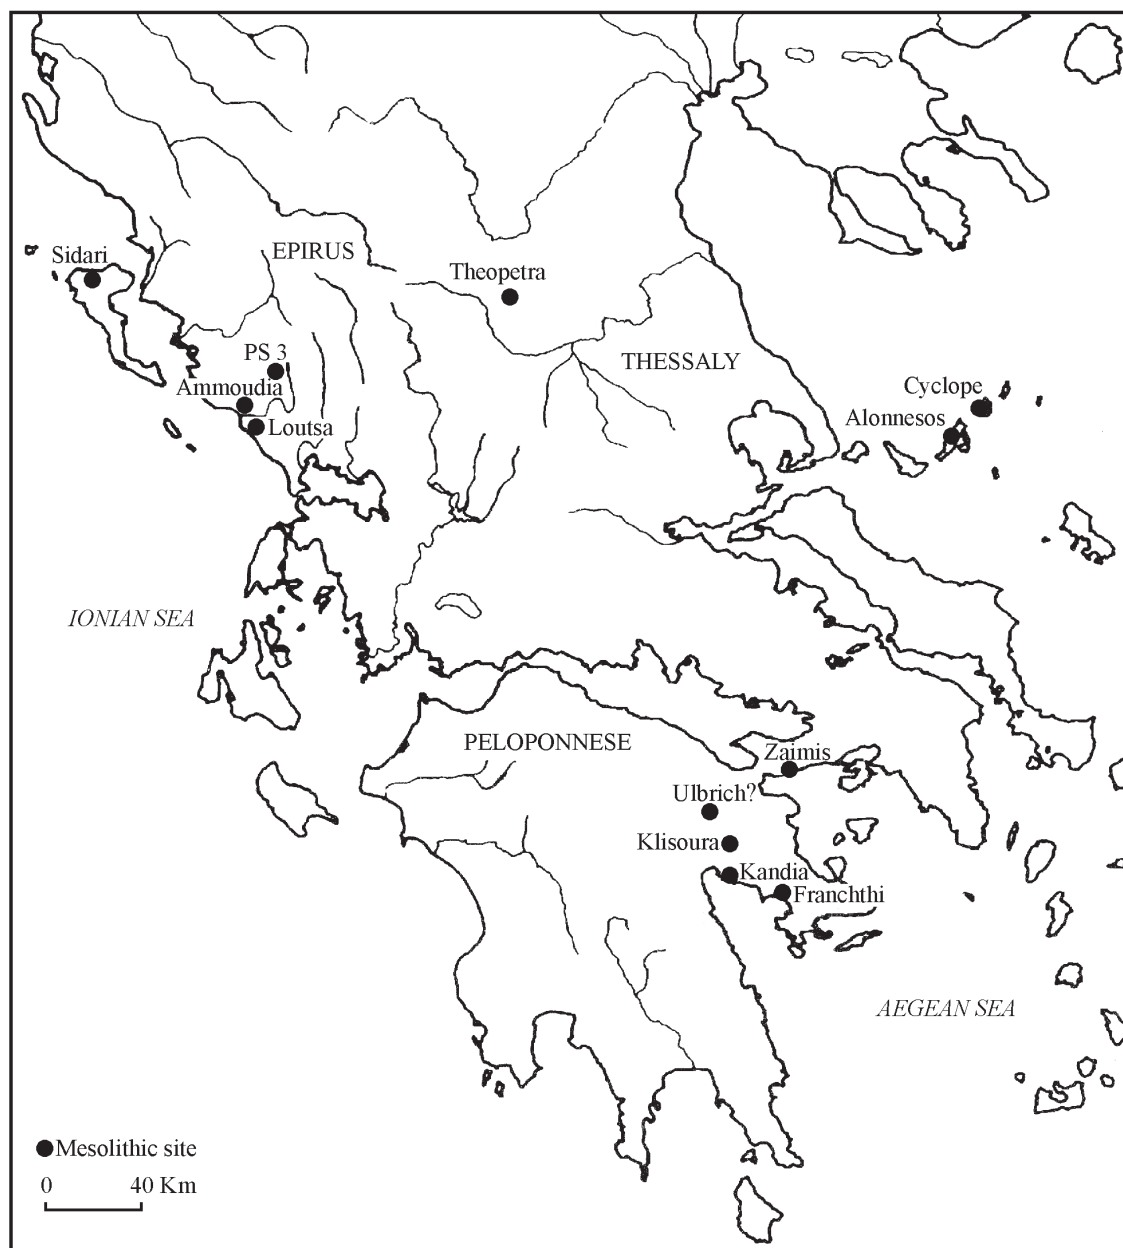 EPIRUS
Sidari
Theopetra
PS 3
THESSALY
Ammoudia
Cyclope
Alonnesos
Loutsa
IONIAN SEA
PELOPONNESE
Zaimis
Ulbrich?
Klisoura
Kandia
Franchthi
AEGEAN SEA
Mesolithic site
0 40 Km